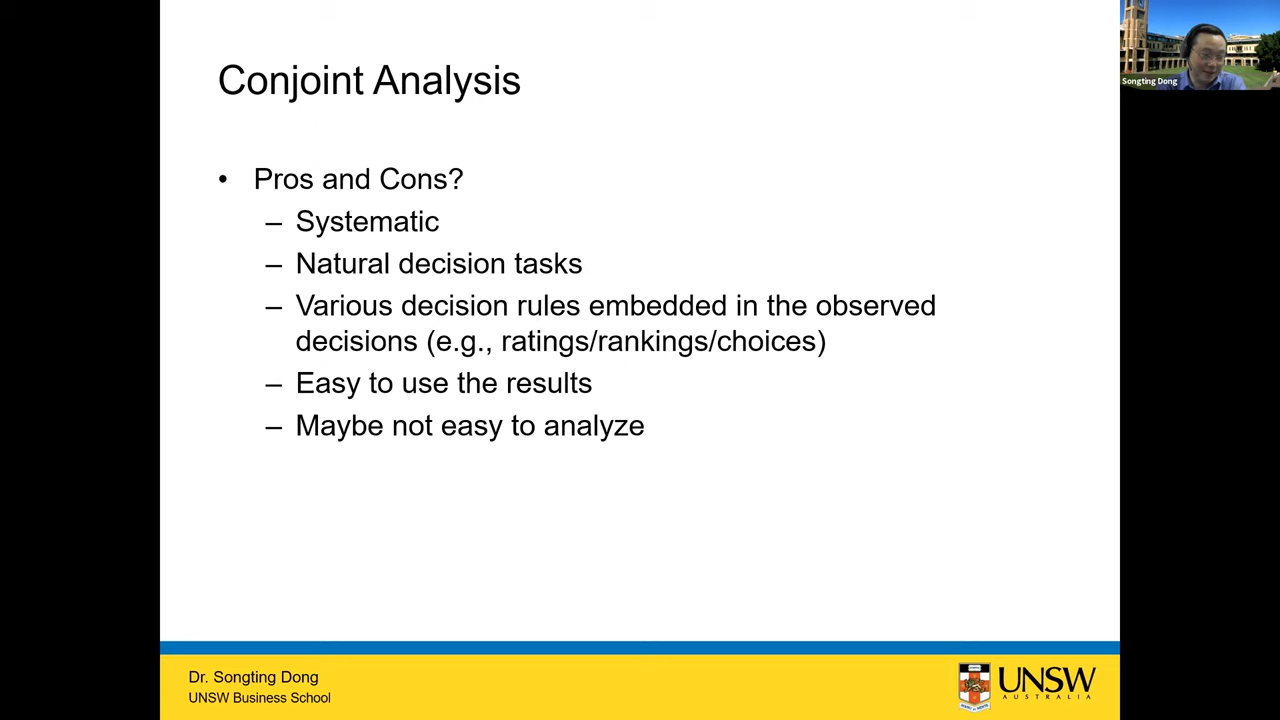 Conjoint Analysis
• Pros and Cons?
– Systematic
– Natural decision tasks
– Various decision rules embedded in the observed
decisions (e.g., ratings/rankings/choices)
– Easy to use the results
– Maybe not easy to analyze
Songting Dong
Dr. Songting Dong
UNSW Business School
UNSW
AUSTRALIA